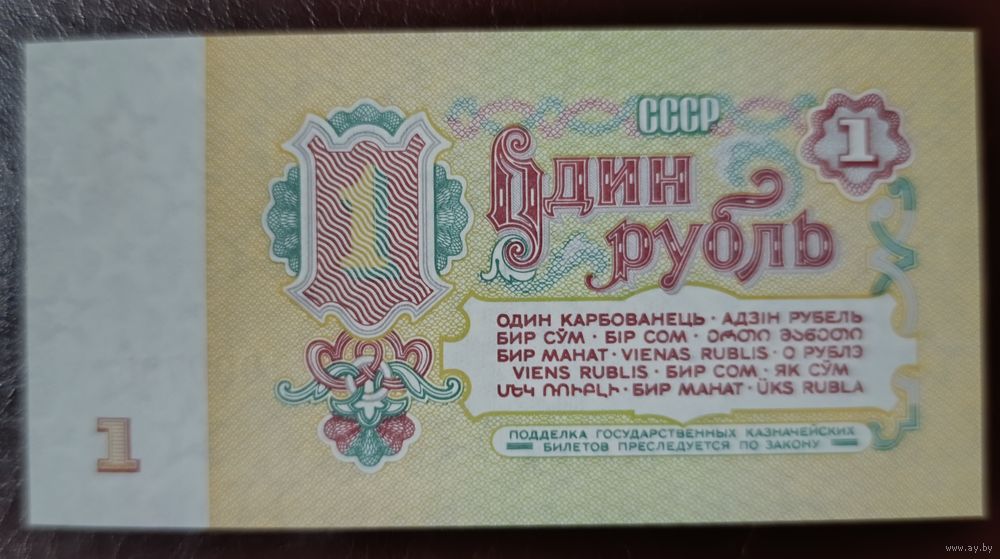 СССР
1
1
Один
рубль
ОДИН КАРБОВАНЕЦЬ · АДЗІН РУБЕЛЬ
БИР СЎМ · БІР СОМ · ᲔᲠᲗᲘ ᲛᲐᲜᲔᲗᲘ
БИР МАНАТ · VIENAS RUBLIS · О РУБЛЭ
VIENS RUBLIS · БИР СОМ · ЯК СЎМ
ՄԵԿ ՌՈՒԲԼԻ · БИР МАНАТ · ÜKS RUBLA
ПОДДЕЛКА ГОСУДАРСТВЕННЫХ КАЗНАЧЕЙСКИХ
БИЛЕТОВ ПРЕСЛЕДУЕТСЯ ПО ЗАКОНУ
1
www.ay.by